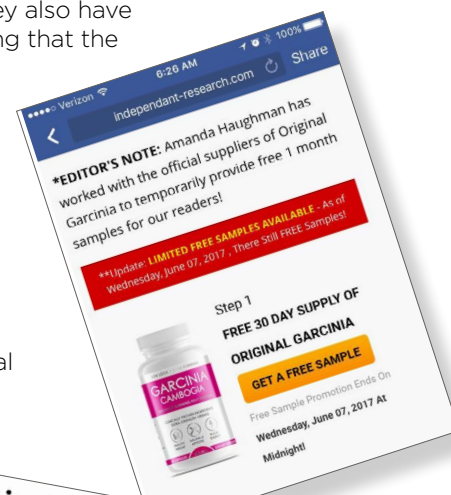 ey also have
ng that the
al
Verizon 6:26 AM 100%
independant-research.com Share
*EDITOR'S NOTE: Amanda Haughman has
worked with the official suppliers of Original
Garcinia to temporarily provide free 1 month
samples for our readers!
**Update: LIMITED FREE SAMPLES AVAILABLE - As of
Wednesday, June 07, 2017 , There Still FREE Samples!
Step 1
FREE 30 DAY SUPPLY OF
ORIGINAL GARCINIA
GET A FREE SAMPLE
Free Sample Promotion Ends On
Wednesday, June 07, 2017 At
Midnight!
GARCINIA
CAMBOGIA